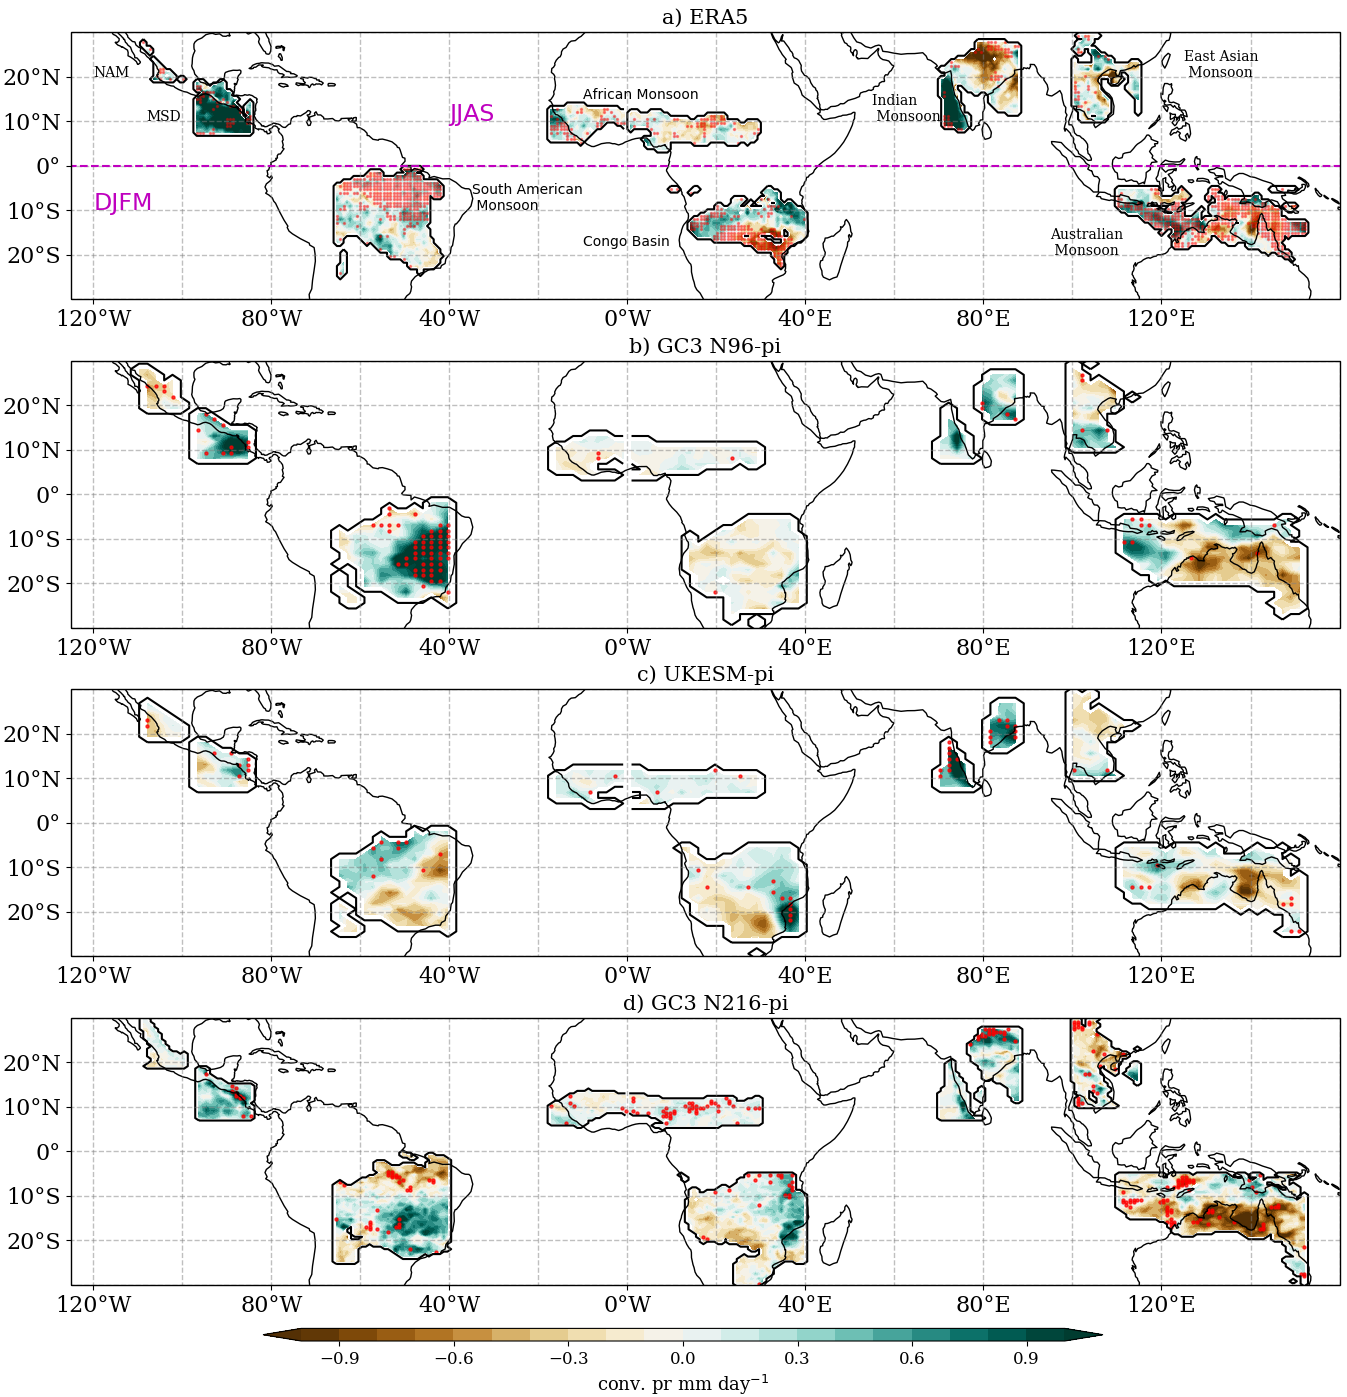 a) ERA5
20°N
10°N
0°
10°S
20°S
NAM
MSD
JJAS
DJFM
African Monsoon
South American
Monsoon
Congo Basin
Indian
Monsoon
East Asian
Monsoon
Australian
Monsoon
120°W 80°W 40°W 0°W 40°E 80°E 120°E
b) GC3 N96-pi
20°N
10°N
0°
10°S
20°S
120°W 80°W 40°W 0°W 40°E 80°E 120°E
c) UKESM-pi
20°N
10°N
0°
10°S
20°S
120°W 80°W 40°W 0°W 40°E 80°E 120°E
d) GC3 N216-pi
20°N
10°N
0°
10°S
20°S
120°W 80°W 40°W 0°W 40°E 80°E 120°E
−0.9 −0.6 −0.3 0.0 0.3 0.6 0.9
conv. pr mm day⁻¹